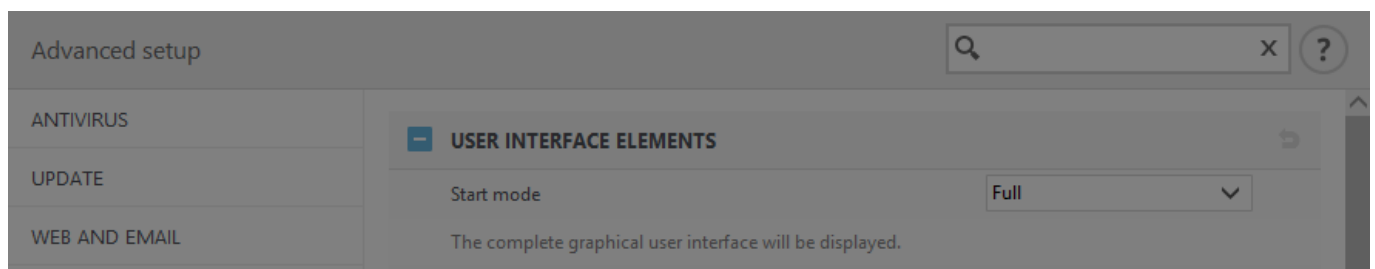 Advanced setup
x
?
ANTIVIRUS
UPDATE
WEB AND EMAIL
USER INTERFACE ELEMENTS
Start mode
Full
The complete graphical user interface will be displayed.